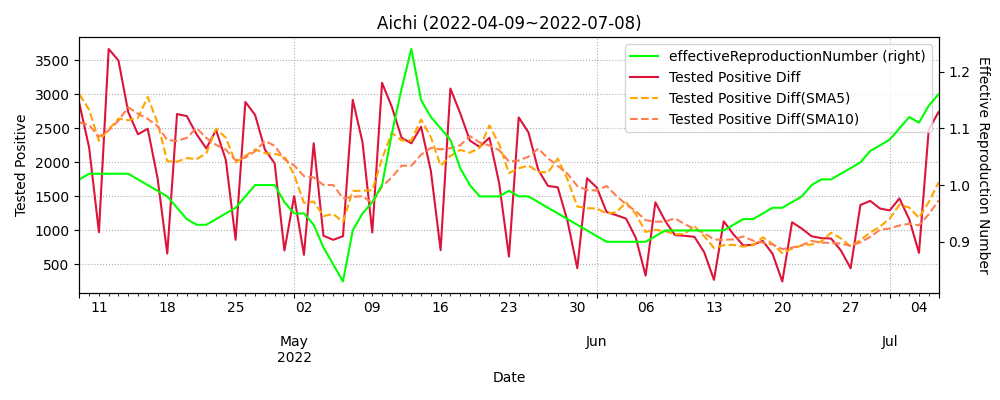 Aichi (2022-04-09~2022-07-08)
effectiveReproductionNumber (right)
Tested Positive Diff
Tested Positive Diff(SMA5)
Tested Positive Diff(SMA10)
Tested Positive
3500
3000
2500
2000
1500
1000
500
Effective Reproduction Number
1.2
1.1
1.0
0.9
11 18 25 02 09 16 23 30 06 13 20 27 04
May Jun Jul
2022
Date